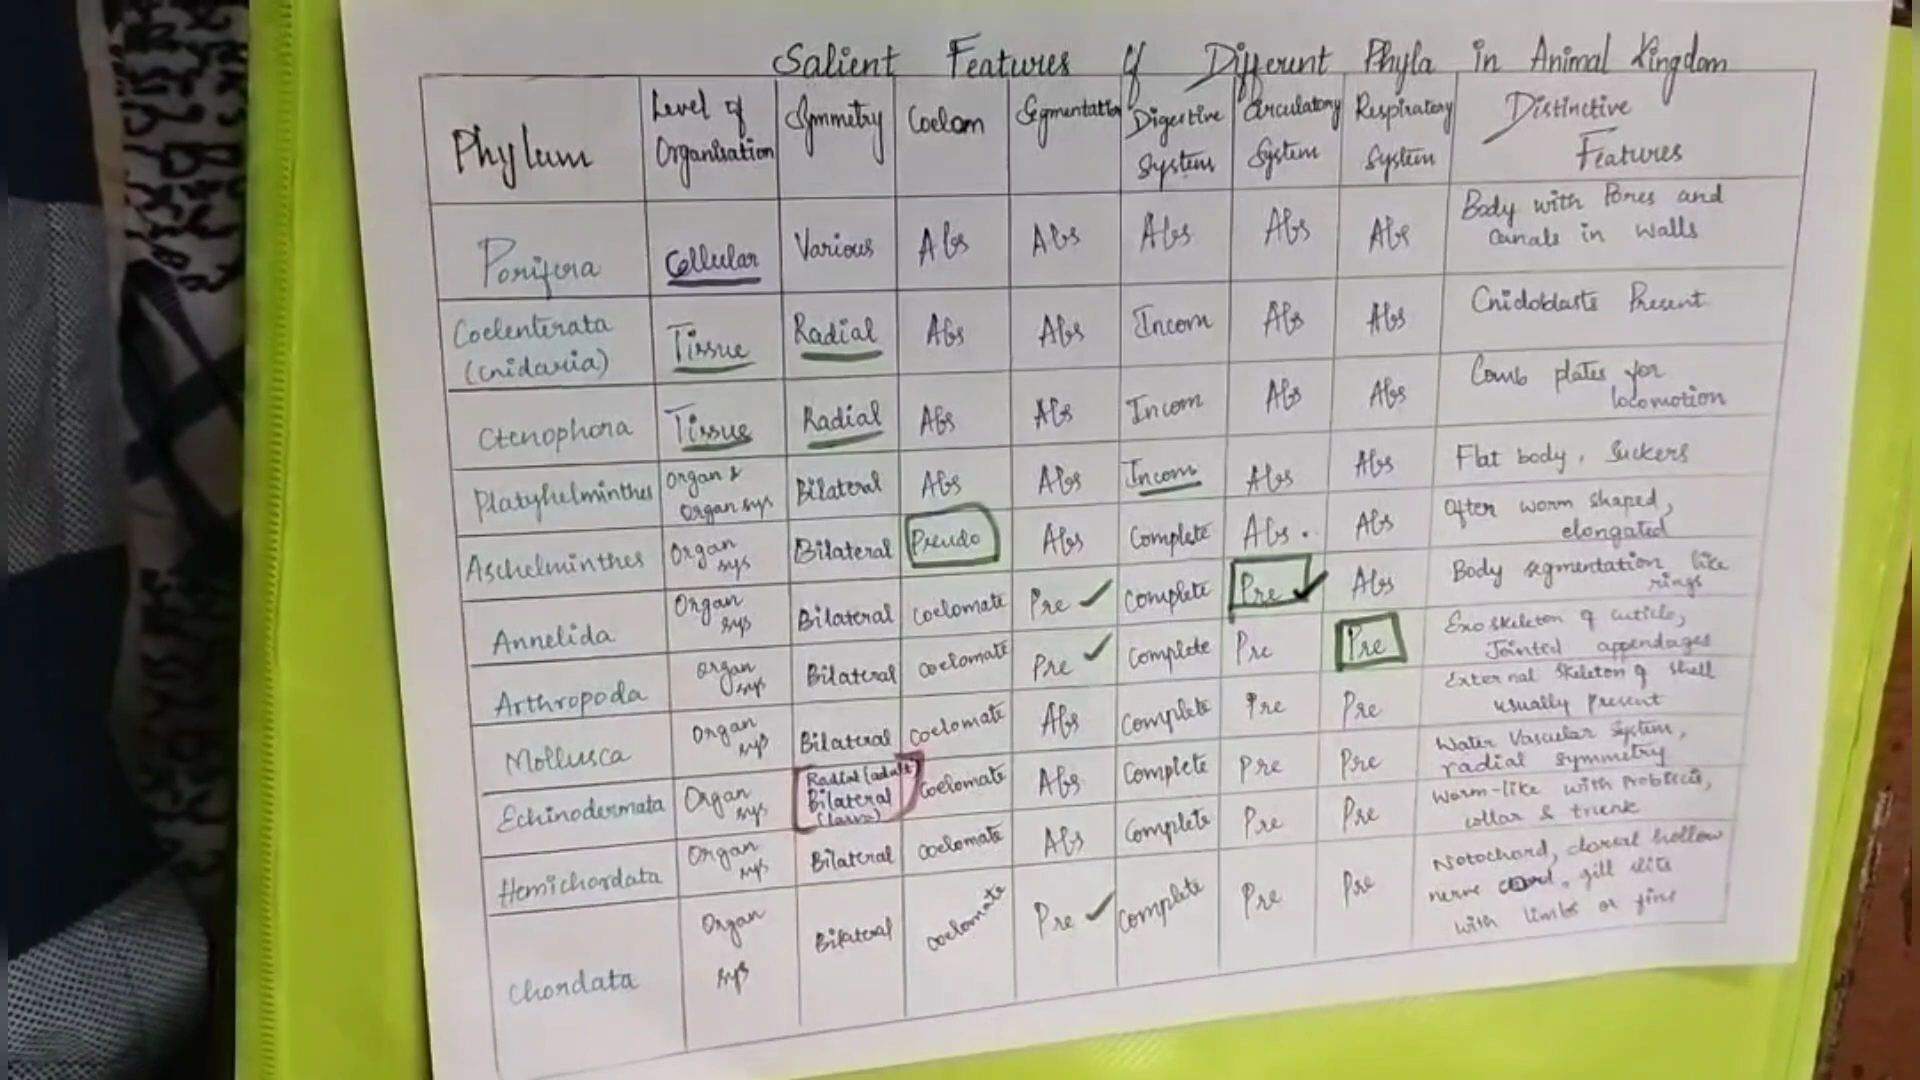 Salient Features of Different Phyla in Animal Kingdom
Phylum
Level of
Organisation
Symmetry
Coelom
Segmentation
Digestive
System
Circulatory
System
Respiratory
System
Distinctive
Features
Porifera
Cellular
Various
Abs
Abs
Abs
Abs
Abs
Body with Pores and
canals in walls
Coelenterata
(cnidaria)
Tissue
Radial
Abs
Abs
Incom
Abs
Abs
Cnidoblasts Present
Ctenophora
Tissue
Radial
Abs
Abs
Incom
Abs
Abs
Comb plates for
locomotion
Platyhelminthes
Organ &
Organ sys
Bilateral
Abs
Abs
Incom
Abs
Abs
Flat body, Suckers
Aschelminthes
Organ
sys
Bilateral
Pseudo
Abs
Complete
Abs.
Abs
Often worm shaped,
elongated
Annelida
Organ
sys
Bilateral
coelomate
Pre ✓
Complete
Pre ✓
Abs
Body segmentation like
rings
Arthropoda
Organ
sys
Bilateral
coelomate
Pre ✓
Complete
Pre
Pre
Exoskeleton of cuticle,
Jointed appendages
Mollusca
Organ
sys
Bilateral
coelomate
Abs
Complete
Pre
Pre
External skeleton of shell
usually present
Echinodermata
Organ
sys
Radial (adult
Bilateral
(larva)
coelomate
Abs
Complete
Pre
Pre
Water Vascular System,
radial symmetry
Hemichordata
Organ
sys
Bilateral
coelomate
Abs
Complete
Pre
Pre
Worm-like with Probscis,
collar & trunk
Chordata
Organ
sys
Bilateral
coelomate
Pre ✓
Complete
Pre
Pre
Notochord, dorsal hollow
nerve cord, gill slits
with limbs or fins